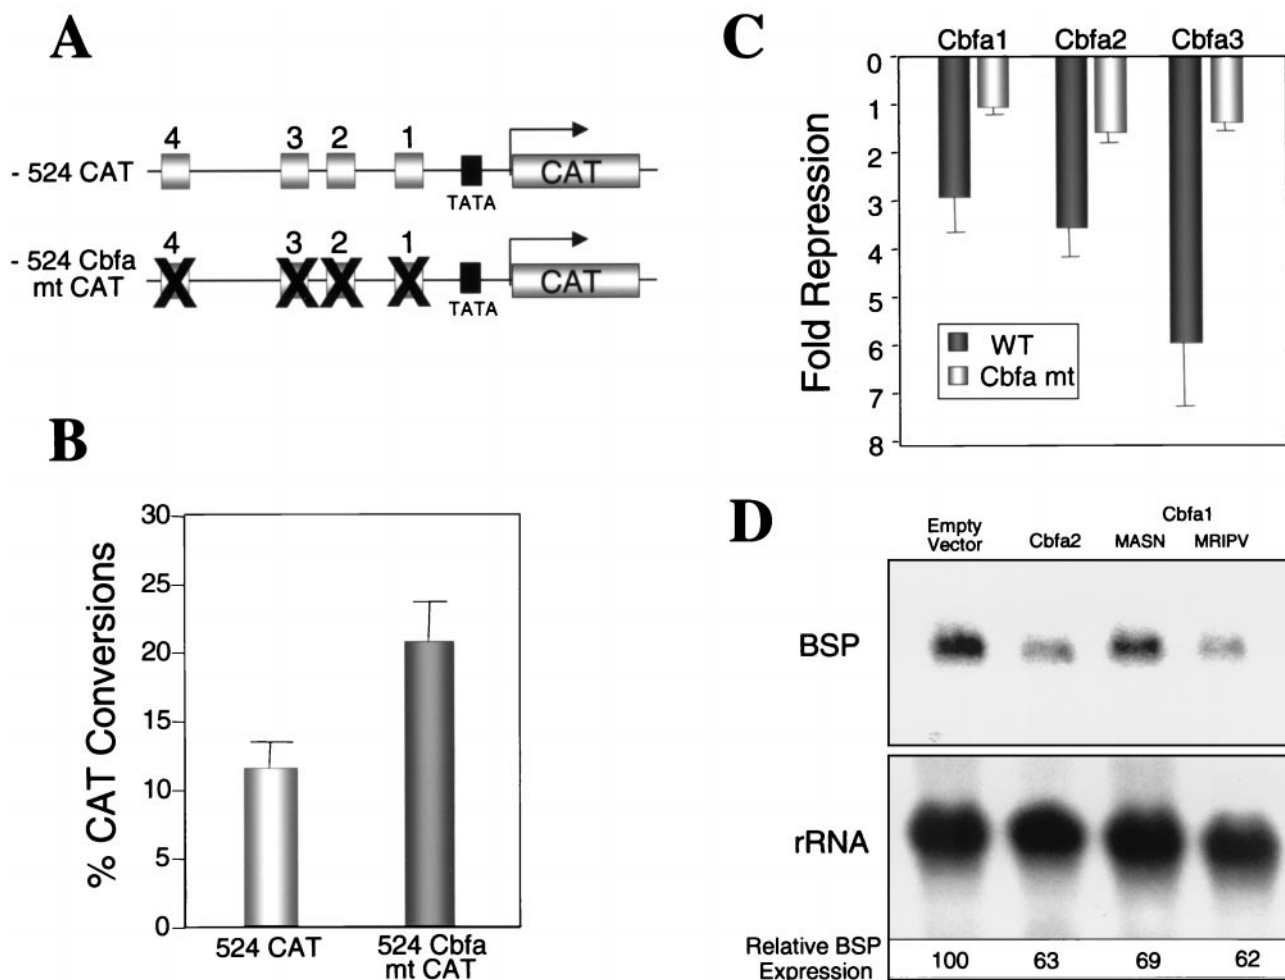 A
4 3 2 1
- 524 CAT
CAT
TATA
4 3 2 1
- 524 Cbfa
mt CAT
X X X X
CAT
TATA
B
% CAT Conversions
30
25
20
15
10
5
0
524 CAT
524 Cbfa
mt CAT
C
Cbfa1 Cbfa2 Cbfa3
Fold Repression
0
1
2
3
4
5
6
7
8
WT
Cbfa mt
D
Empty
Vector
Cbfa2
Cbfa1
MASN MRIPV
BSP
rRNA
Relative BSP
Expression
100 63 69 62